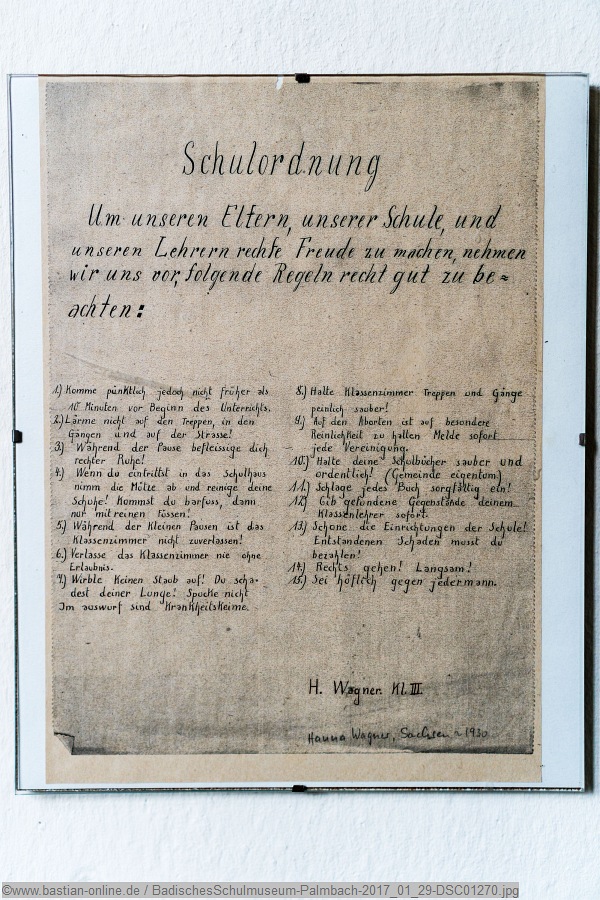 Schulordnung
Um unseren Eltern, unserer Schule, und
unseren Lehrern rechte Freude zu machen, nehmen
wir uns vor, folgende Regeln recht gut zu be=
achten:
1.) Komme pünktlich jedoch nicht früher als
10 Minuten vor Beginn des Unterrichts.
2.) Lärme nicht auf den Treppen, in den
Gängen und auf der Strasse!
3.) Während der Pause befleissige dich
rechter Ruhe!
4.) Wenn du eintrittst in das Schulhaus
nimm die Mütze ab und reinige deine
Schuhe! Kommst du barfuss, dann
nur mit reinen Füssen!
5.) Während der kleinen Pausen ist das
Klassenzimmer nicht zuverlassen!
6.) Verlasse das Klassenzimmer nie ohne
Erlaubnis.
7.) Wirble keinen Staub auf! Du scha-
dest deiner Lunge! Spucke nicht
Im auswurf sind Krankheitskeime.
8.) Halte Klassenzimmer Treppen und Gänge
peinlich sauber!
9.) Auf den Aborten ist auf besondere
Reinlichkeit zu halten Melde sofort
jede Vereinigung.
10.) Halte deine Schulbücher sauber und
ordentlich! (Gemeinde eigentum)
11.) Schlage jedes Buch sorgfältig ein!
12.) Gib gefundene Gegenstände deinem
Klassenlehrer sofort.
13.) Schone die Einrichtungen der Schule!
Entstandenen Schaden musst du
bezahlen!
14.) Rechts gehen! Langsam!
15.) Sei höflich gegen jedermann.
H. Wagner. Kl. III.
Hanna Wagner, Sachsen ~ 1930
©www.bastian-online.de / BadischesSchulmuseum-Palmbach-2017_01_29-DSC01270.jpg